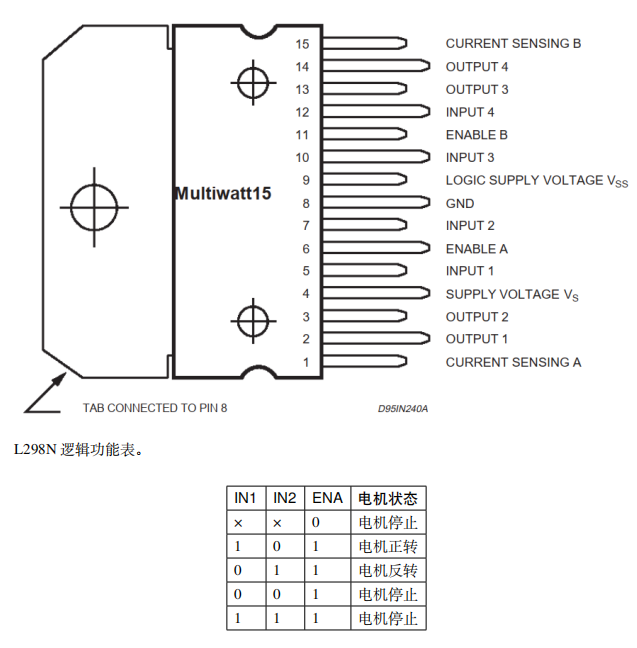 15 CURRENT SENSING B
14 OUTPUT 4
13 OUTPUT 3
12 INPUT 4
11 ENABLE B
10 INPUT 3
9 LOGIC SUPPLY VOLTAGE VSS
8 GND
Multiwatt15
7 INPUT 2
6 ENABLE A
5 INPUT 1
4 SUPPLY VOLTAGE VS
3 OUTPUT 2
2 OUTPUT 1
1 CURRENT SENSING A
TAB CONNECTED TO PIN 8
D95IN240A
L298N 逻辑功能表。
IN1 IN2 ENA 电机状态
× × 0 电机停止
1 0 1 电机正转
0 1 1 电机反转
0 0 1 电机停止
1 1 1 电机停止